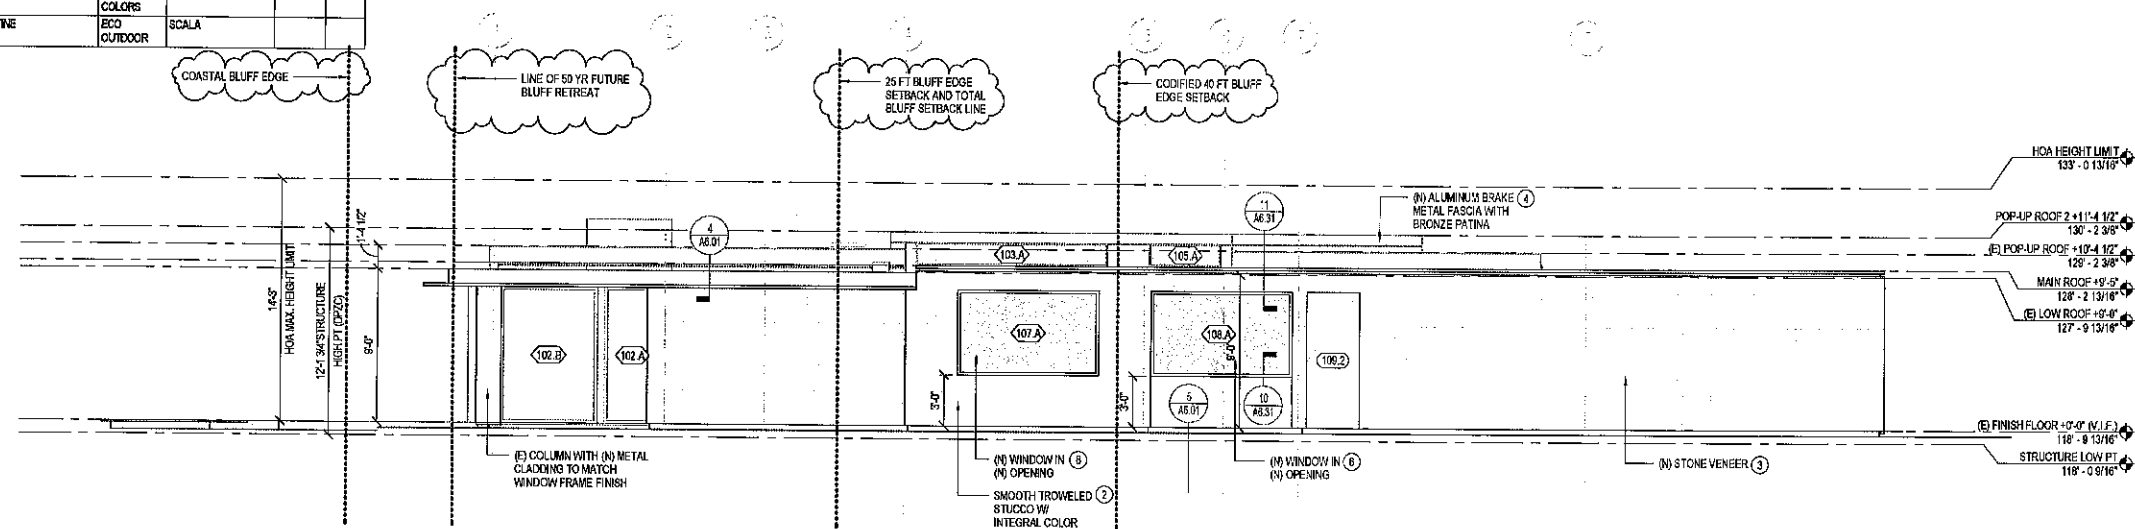 COLORS
TINE
ECO
OUTDOOR
SCALA
COASTAL BLUFF EDGE
LINE OF 50 YR FUTURE
BLUFF RETREAT
25 FT BLUFF EDGE
SETBACK AND TOTAL
BLUFF SETBACK LINE
CODIFIED 40 FT BLUFF
EDGE SETBACK
HOA HEIGHT LIMIT
133' - 0 13/16"
POP-UP ROOF 2 +11'-4 1/2"
130' - 2 3/8"
(E) POP-UP ROOF +10'-4 1/2"
129' - 2 3/8"
MAIN ROOF +9'-5"
128' - 2 13/16"
(E) LOW ROOF +9'-0"
127' - 9 13/16"
(N) ALUMINUM BRAKE 4
METAL FASCIA WITH
BRONZE PATINA
14'-3"
HOA MAX. HEIGHT LIMIT
12'-1 3/4" STRUCTURE
HIGH PT (DPZC)
1'-4 1/2"
9'-0"
4
A6.01
11
A6.31
103.A
105.A
102.B
102.A
107.A
108.A
109.2
9'-0"
3'-0"
3'-0"
5
A6.01
10
A6.31
(E) COLUMN WITH (N) METAL
CLADDING TO MATCH
WINDOW FRAME FINISH
(N) WINDOW IN
(N) OPENING
SMOOTH TROWELED 2
STUCCO W/
INTEGRAL COLOR
(N) WINDOW IN
(N) OPENING
(N) STONE VENEER 3
(E) FINISH FLOOR +0'-0" (V.I.F.)
118' - 9 13/16"
STRUCTURE LOW PT
118' - 0 9/16"